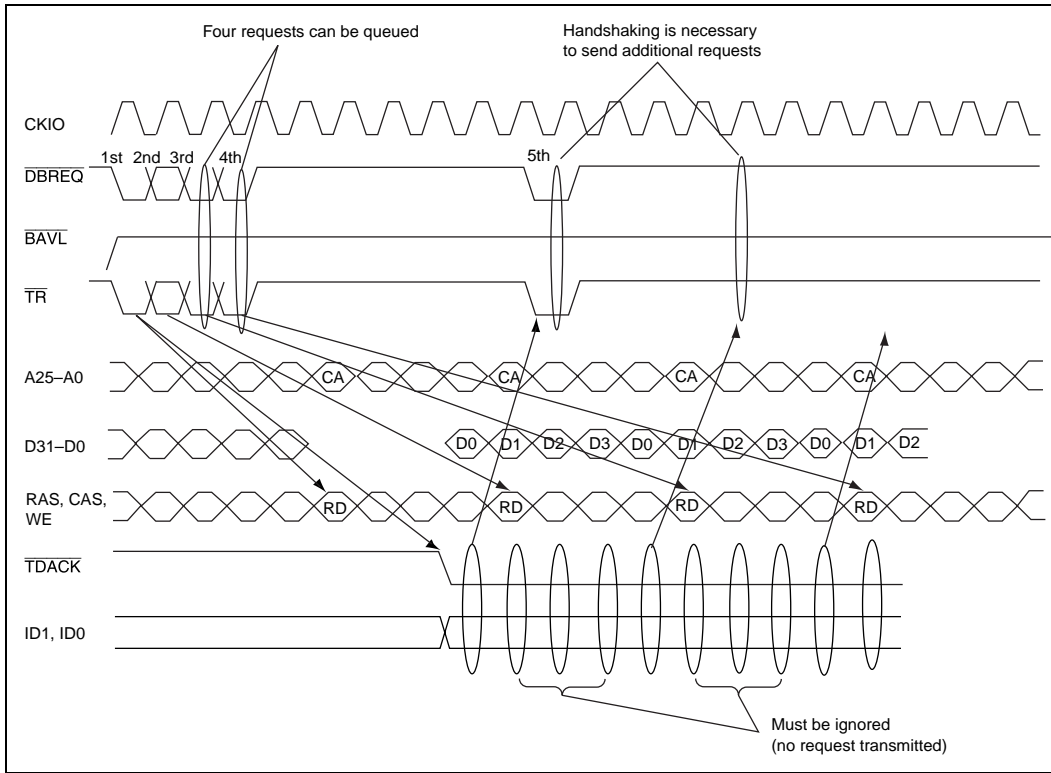 Four requests can be queued
Handshaking is necessary
to send additional requests
CKIO
1st 2nd 3rd 4th 5th
DBREQ
BAVL
TR
A25–A0 CA CA CA CA
D31–D0 D0 D1 D2 D3 D0 D1 D2 D3 D0 D1 D2
RAS, CAS,
WE
RD RD RD RD
TDACK
ID1, ID0
Must be ignored
(no request transmitted)